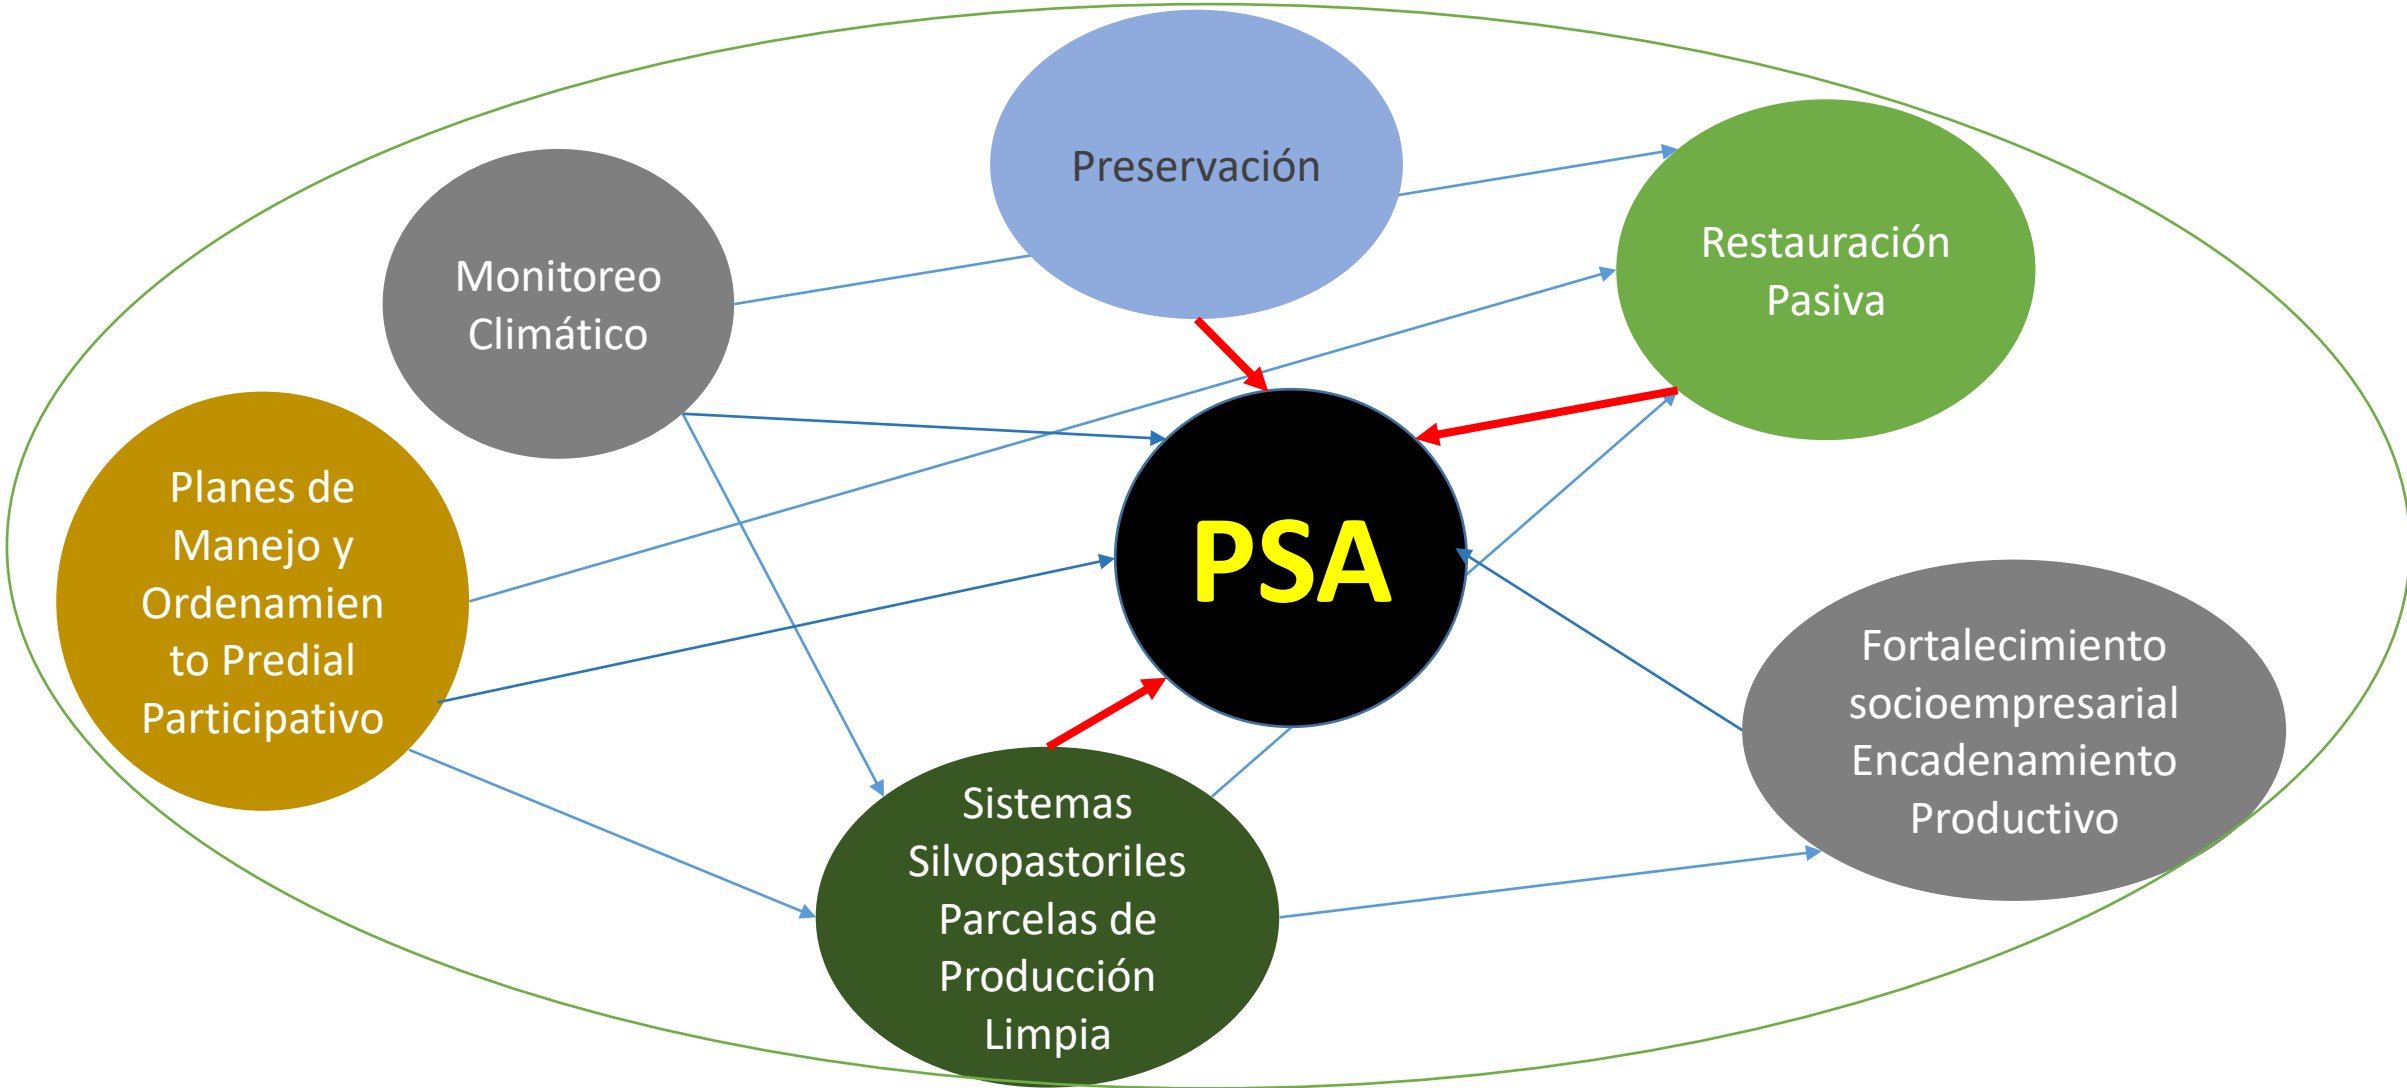 Preservación
Restauración
Pasiva
Monitoreo
Climático
Planes de
Manejo y
Ordenamien
to Predial
Participativo
PSA
Fortalecimiento
socioempresarial
Encadenamiento
Productivo
Sistemas
Silvopastoriles
Parcelas de
Producción
Limpia